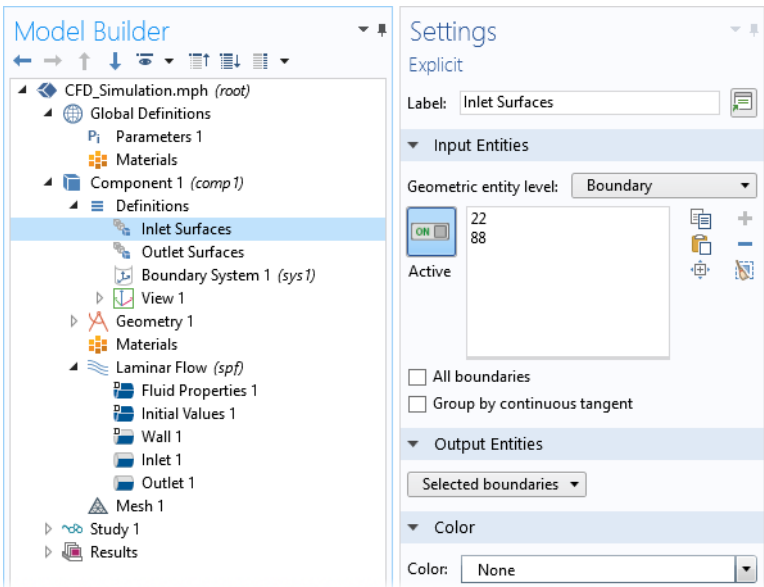 Model Builder
CFD_Simulation.mph (root)
Global Definitions
Pi Parameters 1
Materials
Component 1 (comp1)
Definitions
Inlet Surfaces
Outlet Surfaces
Boundary System 1 (sys1)
View 1
Geometry 1
Materials
Laminar Flow (spf)
D Fluid Properties 1
D Initial Values 1
D Wall 1
Inlet 1
Outlet 1
Mesh 1
Study 1
Results
Settings
Explicit
Label: Inlet Surfaces
Input Entities
Geometric entity level: Boundary
ON
Active
22
88
All boundaries
Group by continuous tangent
Output Entities
Selected boundaries
Color
Color: None